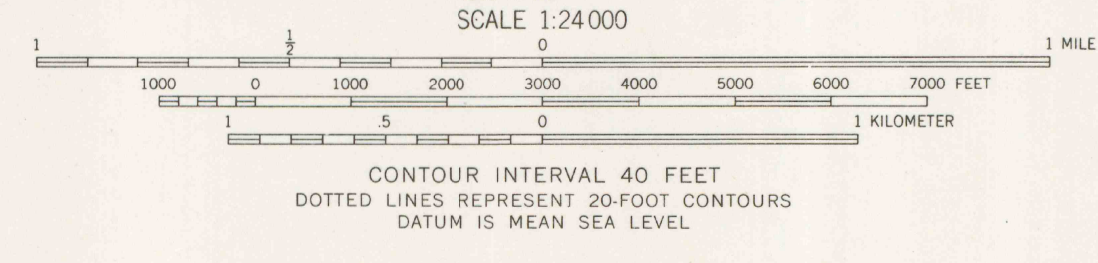 SCALE 1:24 000
1 1/2 0 1 MILE
1000 0 1000 2000 3000 4000 5000 6000 7000 FEET
1 .5 0 1 KILOMETER
CONTOUR INTERVAL 40 FEET
DOTTED LINES REPRESENT 20-FOOT CONTOURS
DATUM IS MEAN SEA LEVEL